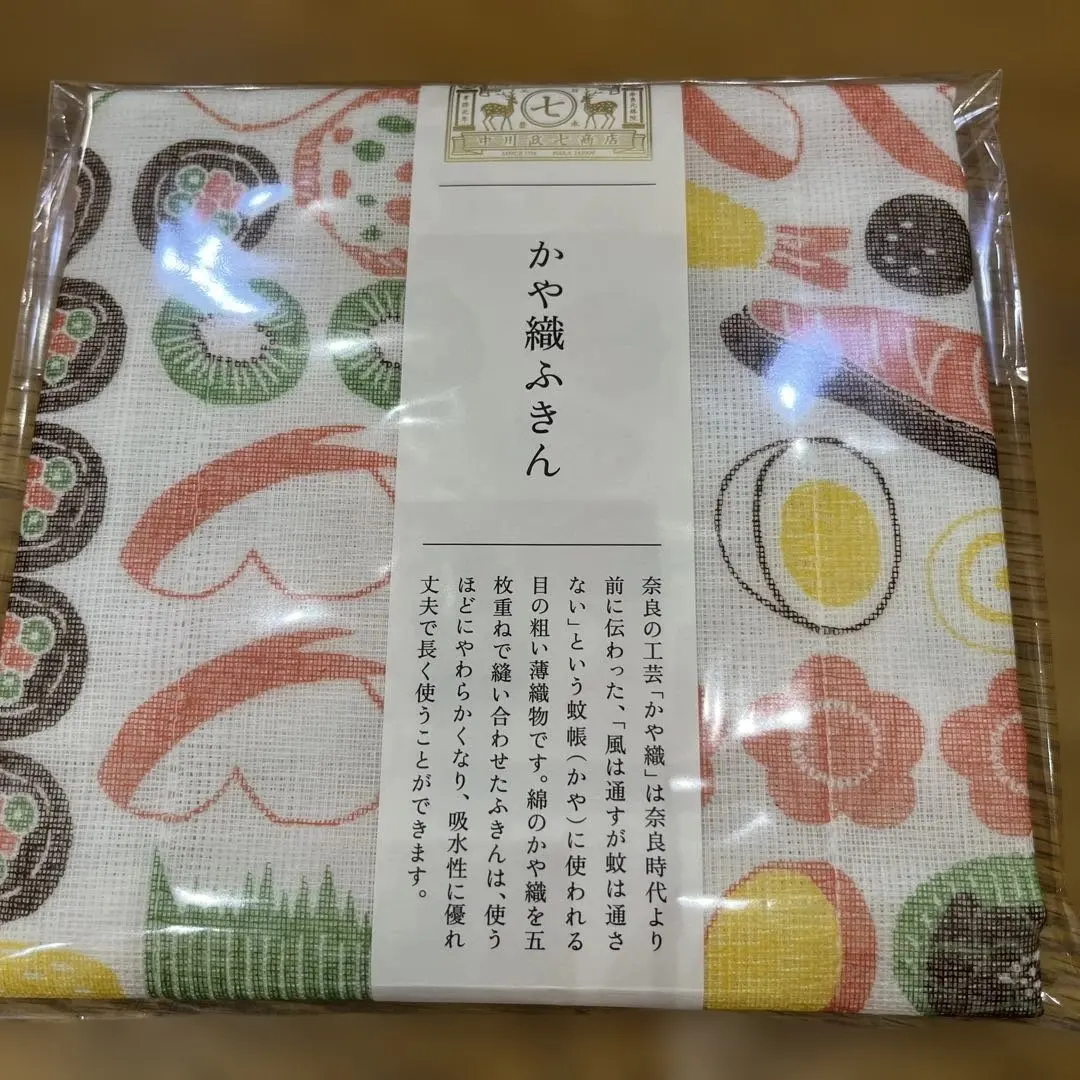 七
中川政七商店
かや織ふきん
奈良の工芸「かや織」は奈良時代より
前に伝わった、「風は通すが蚊は通さ
ない」という蚊帳（かや）に使われる
目の粗い薄織物です。綿のかや織を五
枚重ねで縫い合わせたふきんは、使う
ほどにやわらかくなり、吸水性に優れ
丈夫で長く使うことができます。